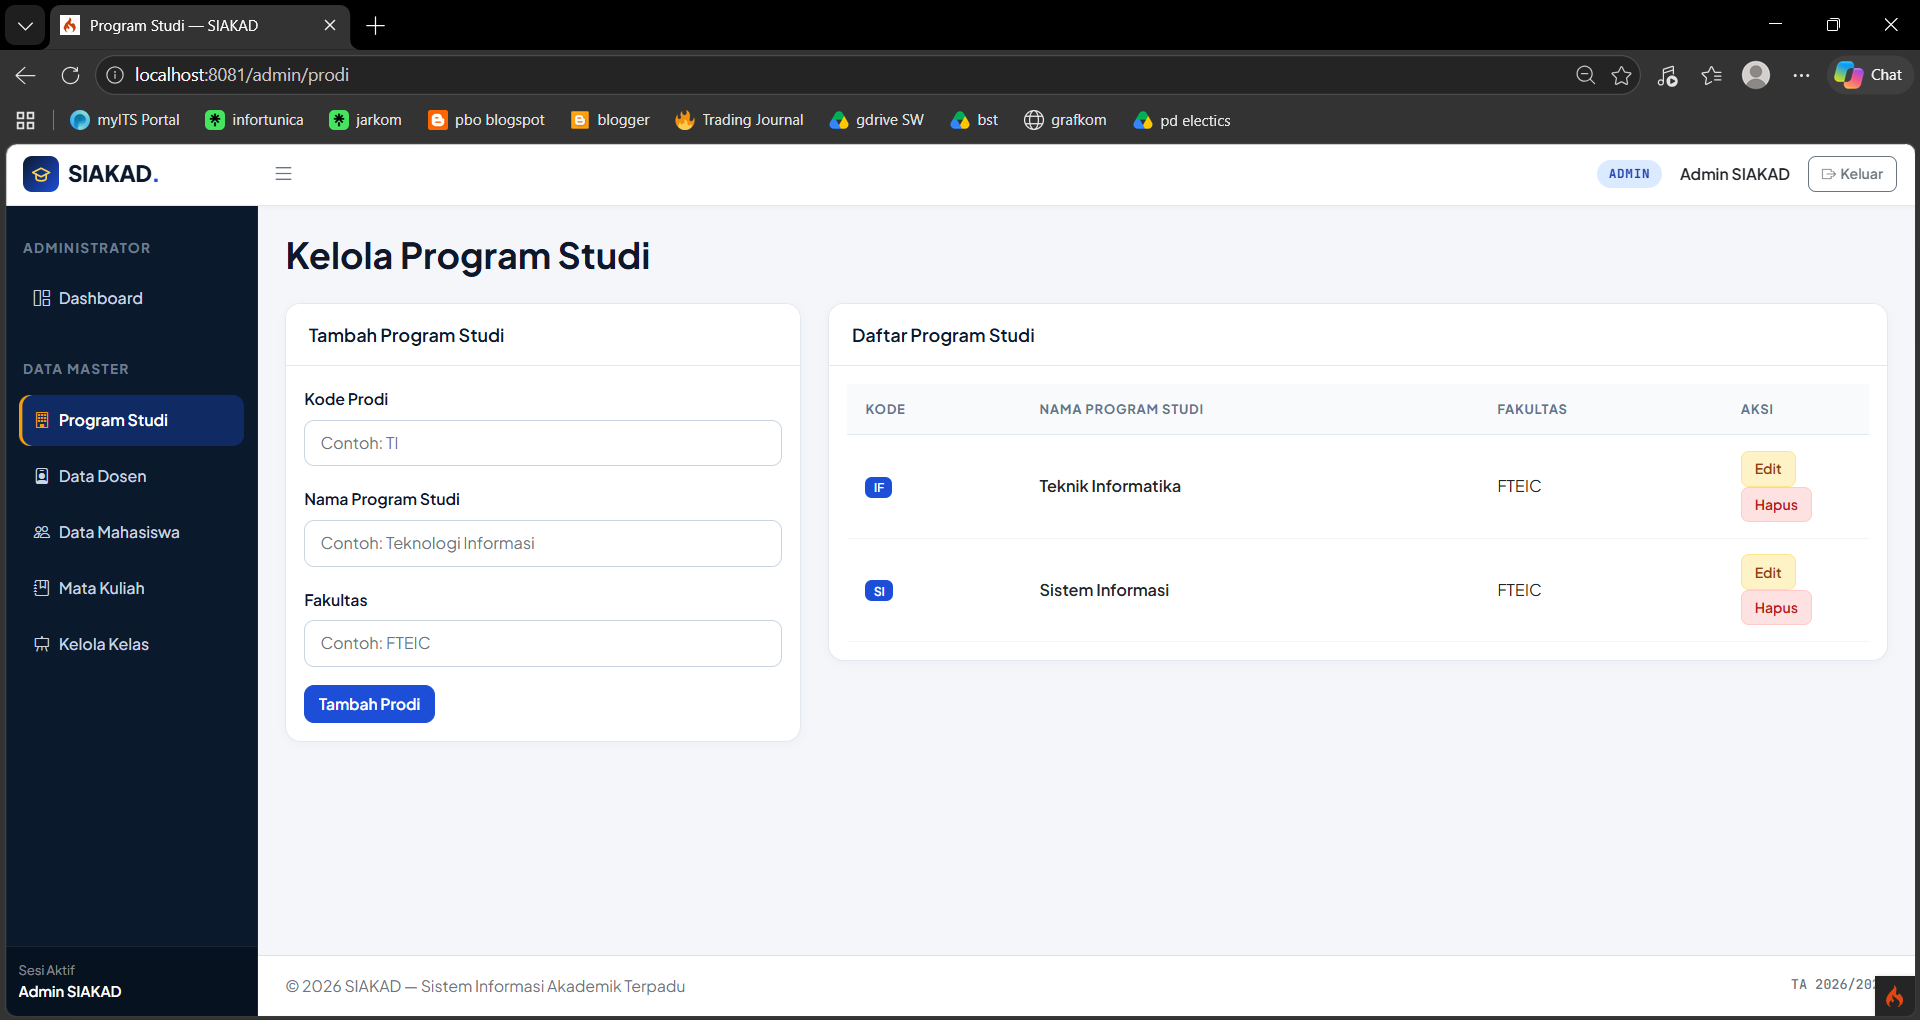 Program Studi — SIAKAD
localhost:8081/admin/prodi
Chat
myITS Portal
infortunica
jarkom
pbo blogspot
blogger
Trading Journal
gdrive SW
bst
grafkom
pd electics
SIAKAD.
ADMIN
Admin SIAKAD
Keluar
ADMINISTRATOR
Dashboard
DATA MASTER
Program Studi
Data Dosen
Data Mahasiswa
Mata Kuliah
Kelola Kelas
Sesi Aktif
Admin SIAKAD
Kelola Program Studi
Tambah Program Studi
Kode Prodi
Contoh: TI
Nama Program Studi
Contoh: Teknologi Informasi
Fakultas
Contoh: FTEIC
Tambah Prodi
Daftar Program Studi
KODE NAMA PROGRAM STUDI FAKULTAS AKSI
IF Teknik Informatika FTEIC Edit
Hapus
SI Sistem Informasi FTEIC Edit
Hapus
© 2026 SIAKAD — Sistem Informasi Akademik Terpadu
TA 2026/202